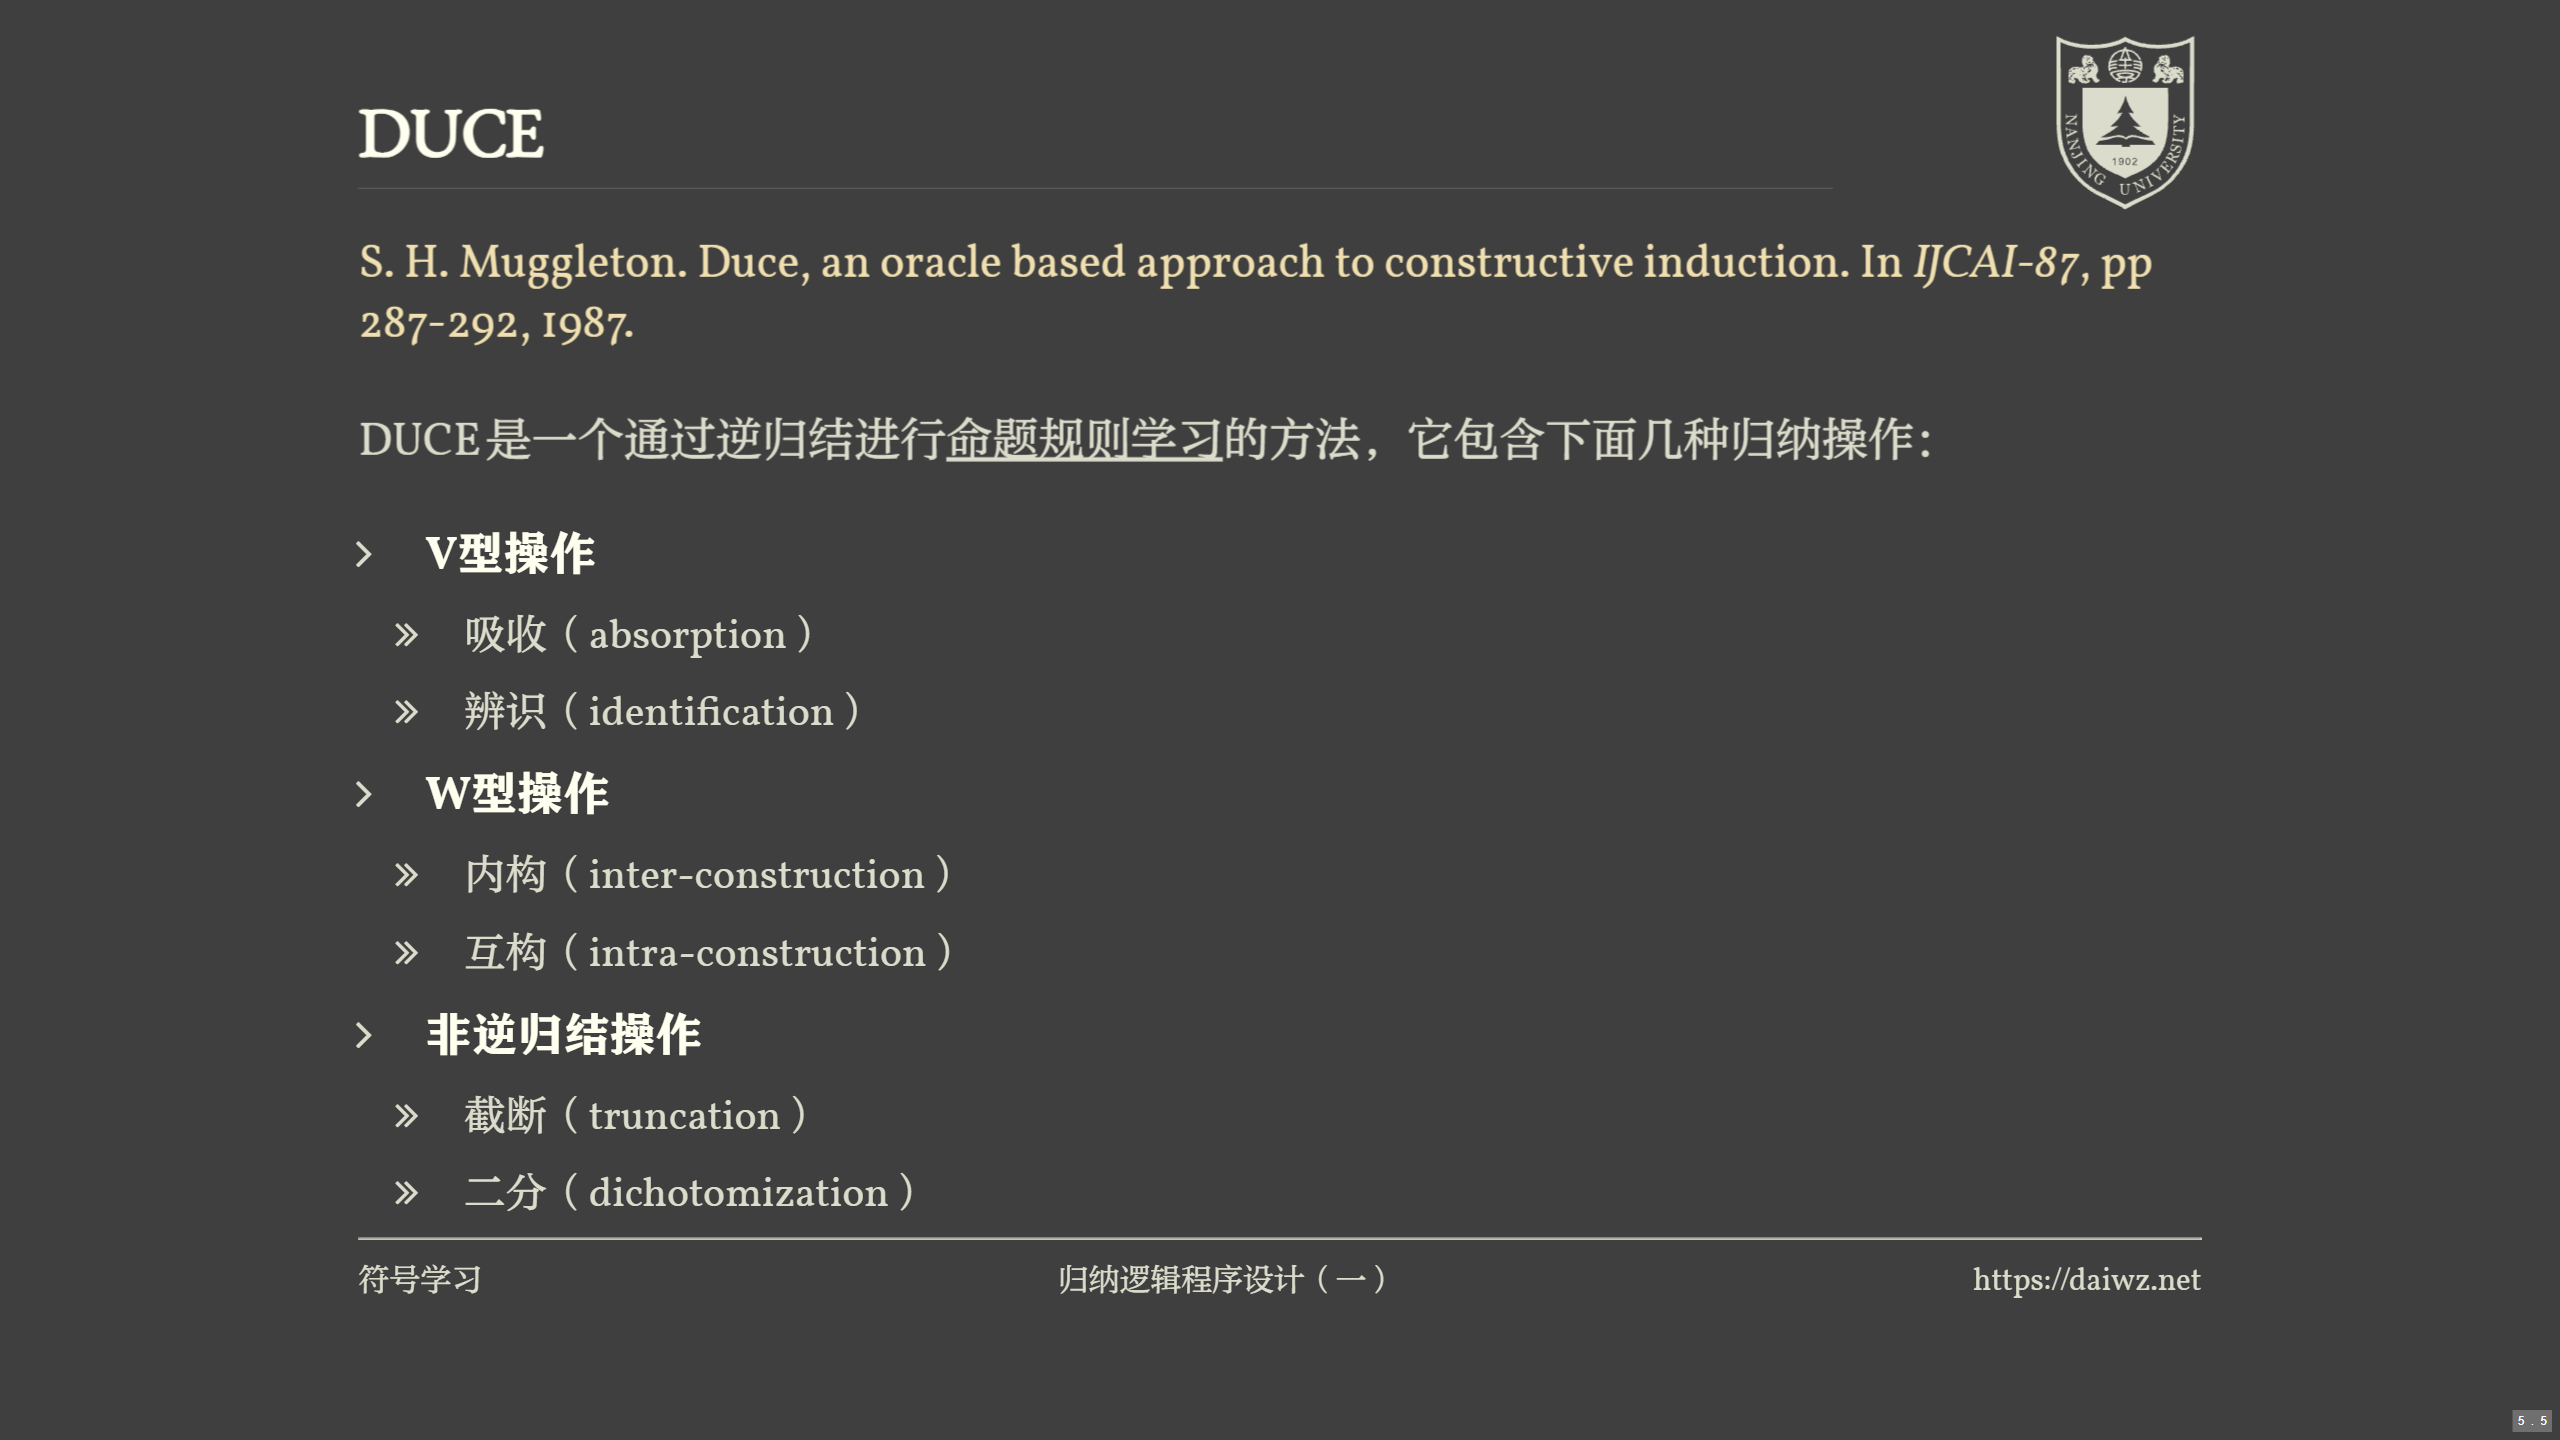 DUCE
NANJING UNIVERSITY
1902
S. H. Muggleton. Duce, an oracle based approach to constructive induction. In IJCAI-87, pp
287-292, 1987.
DUCE是一个通过逆归结进行命题规则学习的方法，它包含下面几种归纳操作：
V型操作
吸收（absorption）
辨识（identification）
W型操作
内构（inter-construction）
互构（intra-construction）
非逆归结操作
截断（truncation）
二分（dichotomization）
符号学习
归纳逻辑程序设计（一）
https://daiwz.net
5 . 5